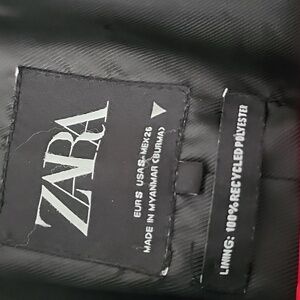 ZARA
EUR S USA S - MEX 26
MADE IN MYANMAR (BURMA)
LINING: 100% RECYCLED POLYESTER